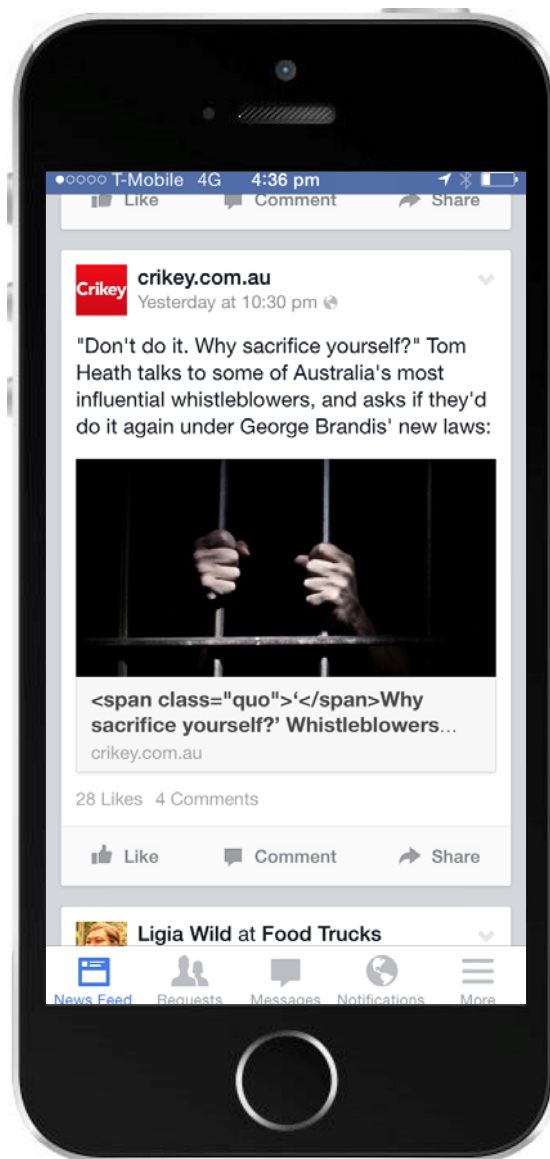 T-Mobile 4G 4:36 pm
Like Comment Share
Crikey
crikey.com.au
Yesterday at 10:30 pm
"Don't do it. Why sacrifice yourself?" Tom
Heath talks to some of Australia's most
influential whistleblowers, and asks if they'd
do it again under George Brandis' new laws:
<span class="quo">‘</span>Why
sacrifice yourself?’ Whistleblowers...
crikey.com.au
28 Likes 4 Comments
Like Comment Share
Ligia Wild at Food Trucks
News Feed Requests Messages Notifications More